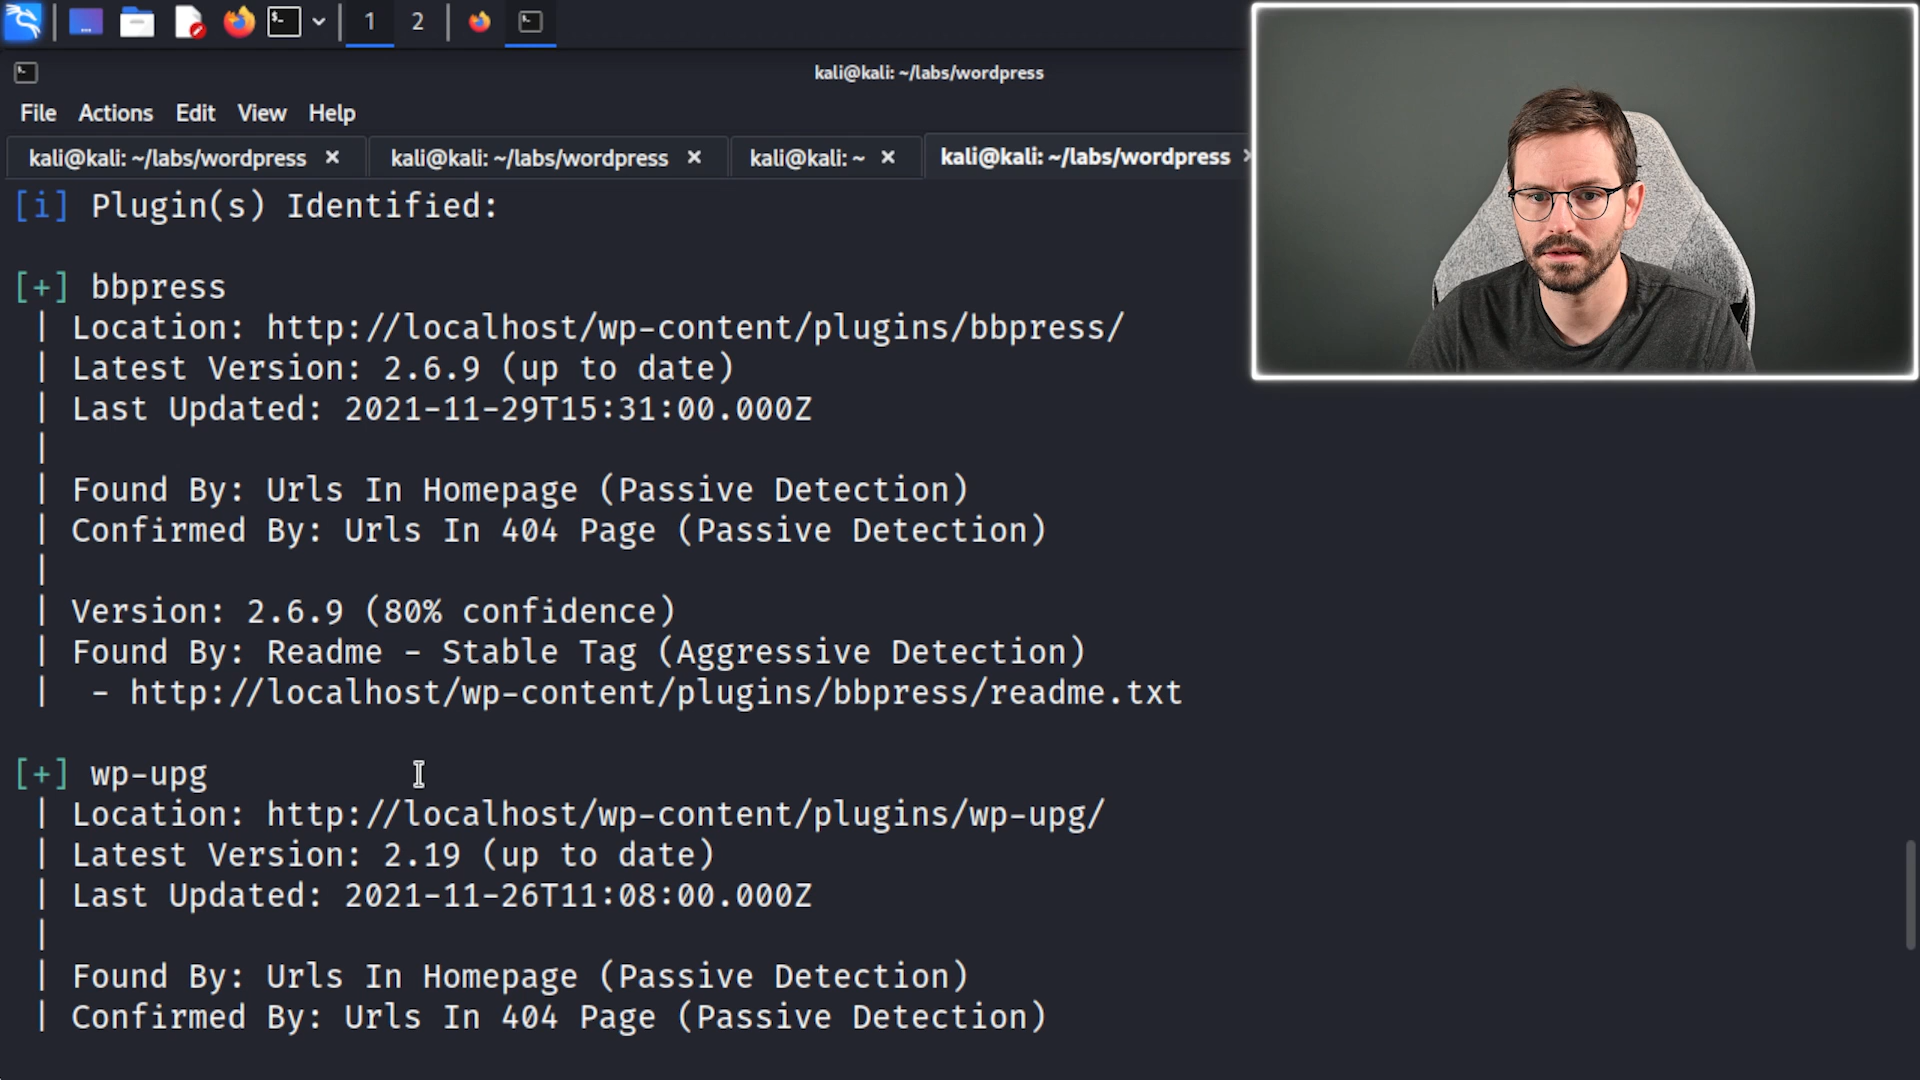 1
2
kali@kali: ~/labs/wordpress
File Actions Edit View Help
kali@kali: ~/labs/wordpress × kali@kali: ~/labs/wordpress × kali@kali: ~ × kali@kali: ~/labs/wordpress ×
[i] Plugin(s) Identified:
[+] bbpress
| Location: http://localhost/wp-content/plugins/bbpress/
| Latest Version: 2.6.9 (up to date)
| Last Updated: 2021-11-29T15:31:00.000Z
|
| Found By: Urls In Homepage (Passive Detection)
| Confirmed By: Urls In 404 Page (Passive Detection)
|
| Version: 2.6.9 (80% confidence)
| Found By: Readme - Stable Tag (Aggressive Detection)
|  - http://localhost/wp-content/plugins/bbpress/readme.txt
[+] wp-upg
| Location: http://localhost/wp-content/plugins/wp-upg/
| Latest Version: 2.19 (up to date)
| Last Updated: 2021-11-26T11:08:00.000Z
|
| Found By: Urls In Homepage (Passive Detection)
| Confirmed By: Urls In 404 Page (Passive Detection)